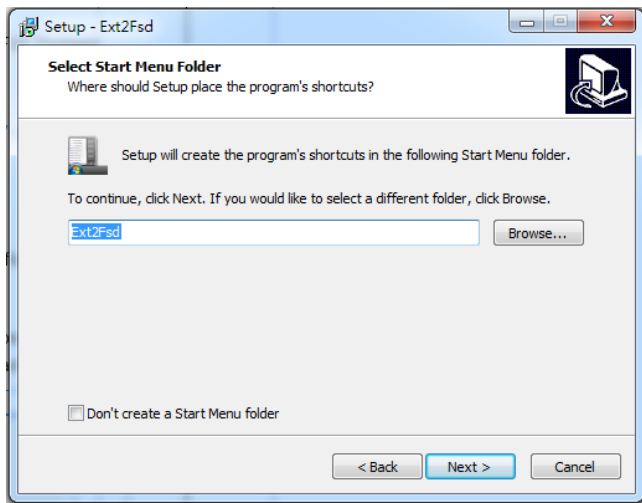 Setup - Ext2Fsd
Select Start Menu Folder
Where should Setup place the program's shortcuts?
Setup will create the program's shortcuts in the following Start Menu folder.
To continue, click Next. If you would like to select a different folder, click Browse.
Ext2Fsd
Browse...
Don't create a Start Menu folder
< Back
Next >
Cancel